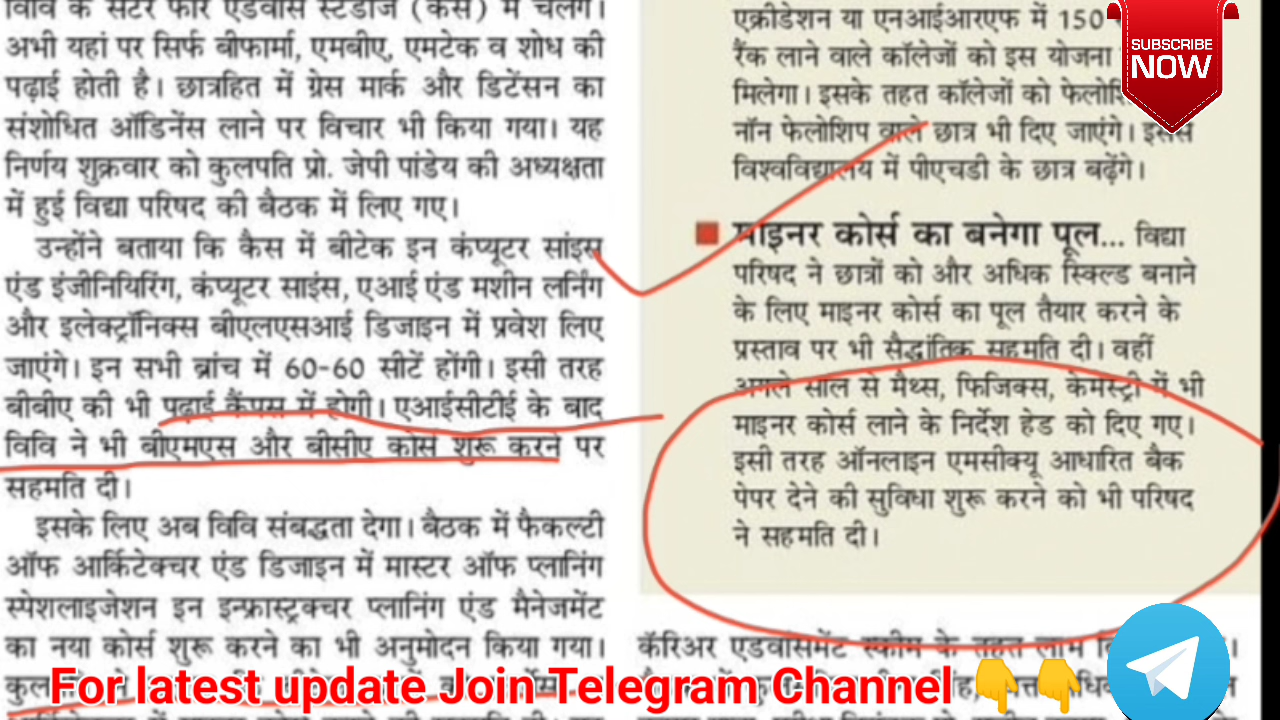 विवि के सेंटर फॉर एडवांस स्टडीज (कैस) में चलेंगे।
अभी यहां पर सिर्फ बीफार्मा, एमबीए, एमटेक व शोध की
पढ़ाई होती है। छात्रहित में ग्रेस मार्क और डिटेंसन का
संशोधित ऑडिनेंस लाने पर विचार भी किया गया। यह
निर्णय शुक्रवार को कुलपति प्रो. जेपी पांडेय की अध्यक्षता
में हुई विद्या परिषद की बैठक में लिए गए।
उन्होंने बताया कि कैस में बीटेक इन कंप्यूटर सांइस
एंड इंजीनियिरिंग, कंप्यूटर साइंस, एआई एंड मशीन लर्निंग
और इलेक्ट्रॉनिक्स बीएलएसआई डिजाइन में प्रवेश लिए
जाएंगे। इन सभी ब्रांच में 60-60 सीटें होंगी। इसी तरह
बीबीए की भी पढ़ाई कैंपस में होगी। एआईसीटीई के बाद
विवि ने भी बीएमएस और बीसीए कोर्स शुरू करने पर
सहमति दी।
इसके लिए अब विवि संबद्धता देगा। बैठक में फैकल्टी
ऑफ आर्किटेक्चर एंड डिजाइन में मास्टर ऑफ प्लानिंग
स्पेशलाइजेशन इन इन्फ्रास्ट्रक्चर प्लानिंग एंड मैनेजमेंट
का नया कोर्स शुरू करने का भी अनुमोदन किया गया।
एक्रीडेशन या एनआईआरएफ में 150
रैंक लाने वाले कॉलेजों को इस योजना
मिलेगा। इसके तहत कॉलेजों को
नॉन फेलोशिप वाले छात्र भी दिए जाएंगे। इससे
विश्वविद्यालय में पीएचडी के छात्र बढ़ेंगे।
माइनर कोर्स का बनेगा पूल... विद्या
परिषद ने छात्रों को और अधिक स्किल्ड बनाने
के लिए माइनर कोर्स का पूल तैयार करने के
प्रस्ताव पर भी सैद्धांतिक सहमति दी। वहीं
अगले साल से मैथ्स, फिजिक्स, केमेस्ट्री में भी
माइनर कोर्स लाने के निर्देश हेड को दिए गए।
इसी तरह ऑनलाइन एमसीक्यू आधारित बैक
पेपर देने की सुविधा शुरू करने को भी परिषद
ने सहमति दी।
कॅरिअर एडवांसमेंट स्कीम के तहत लाभ
SUBSCRIBE
NOW
For latest update Join Telegram Channel 👇👇